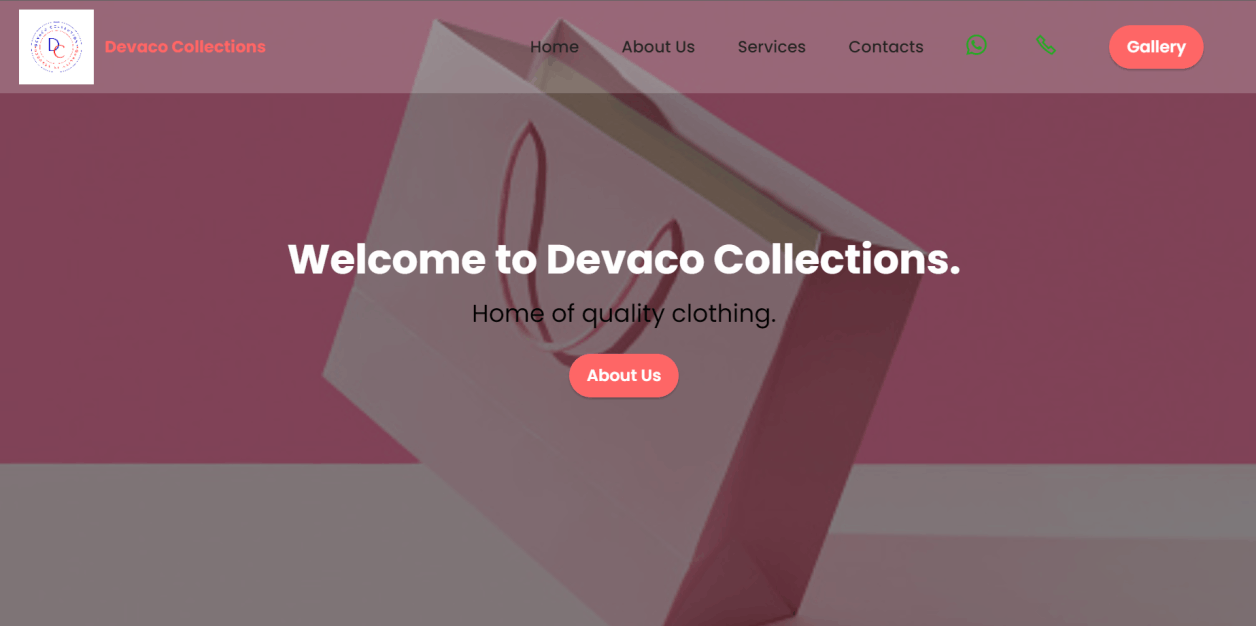 DC
Devaco Collections
Home
About Us
Services
Contacts
Gallery
Welcome to Devaco Collections.
Home of quality clothing.
About Us